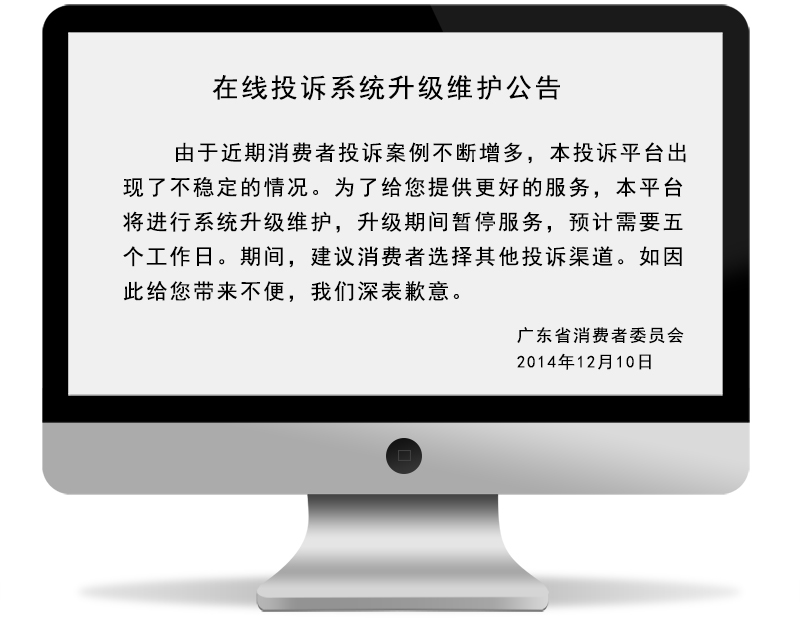 在线投诉系统升级维护公告
由于近期消费者投诉案例不断增多，本投诉平台出
现了不稳定的情况。为了给您提供更好的服务，本平台
将进行系统升级维护，升级期间暂停服务，预计需要五
个工作日。期间，建议消费者选择其他投诉渠道。如因
此给您带来不便，我们深表歉意。
广东省消费者委员会
2014年12月10日